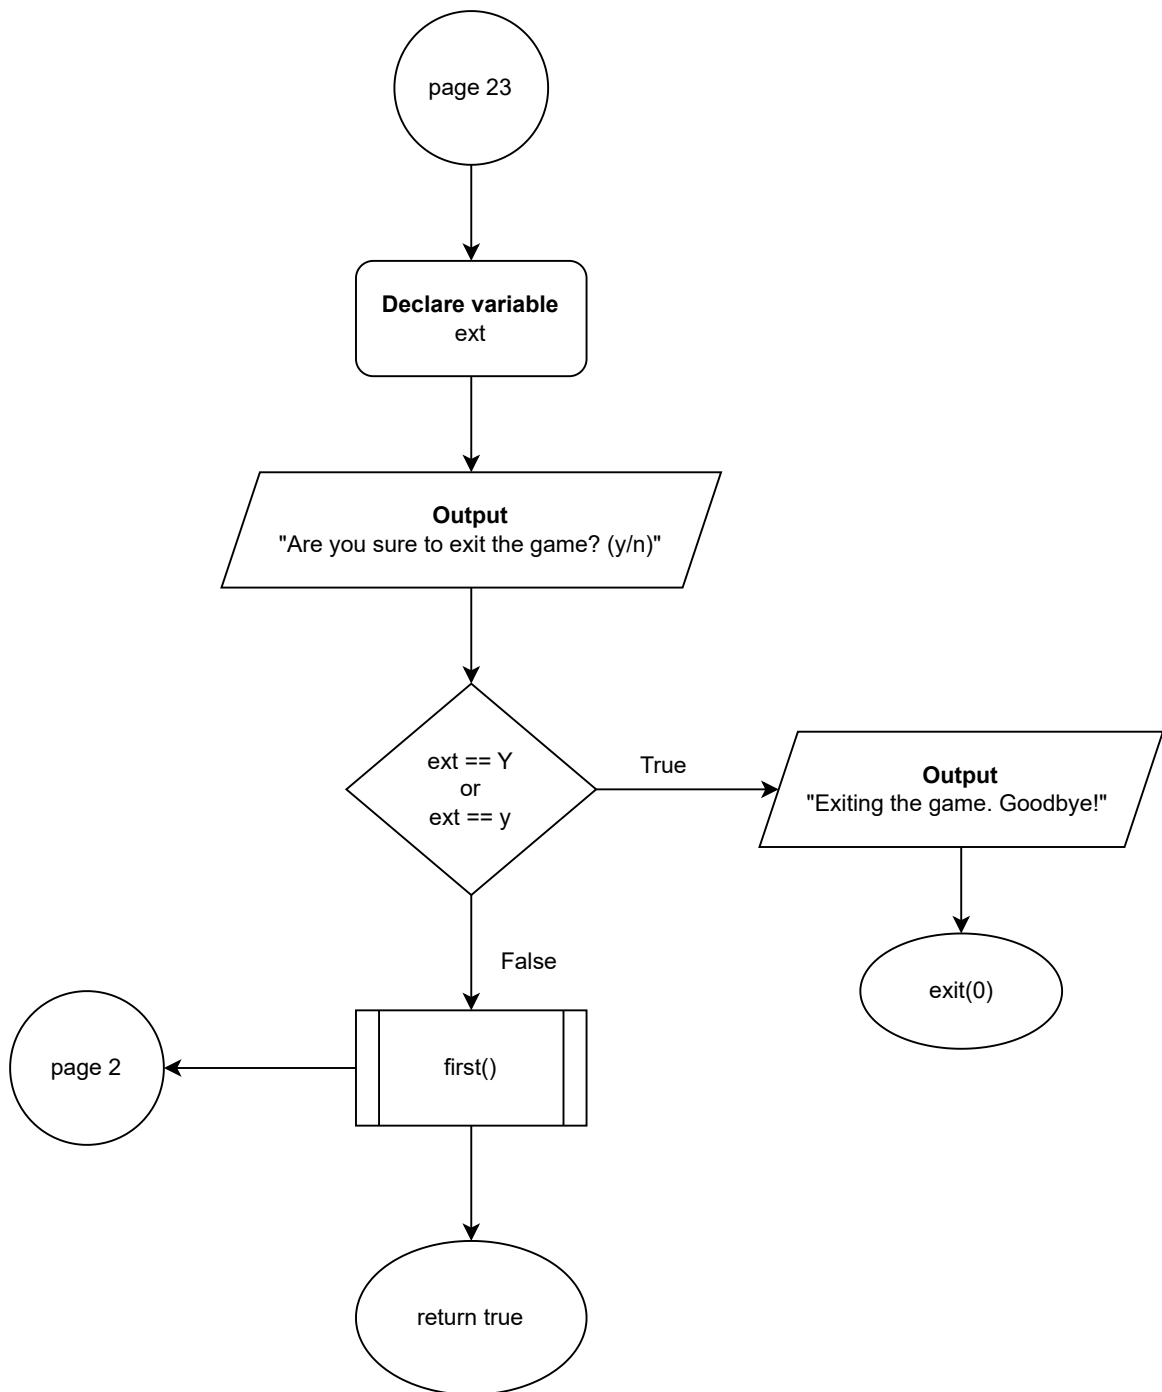 page 23
Declare variable
ext
Output
"Are you sure to exit the game? (y/n)"
ext == Y
or
ext == y
True
Output
"Exiting the game. Goodbye!"
False
exit(0)
page 2
first()
return true